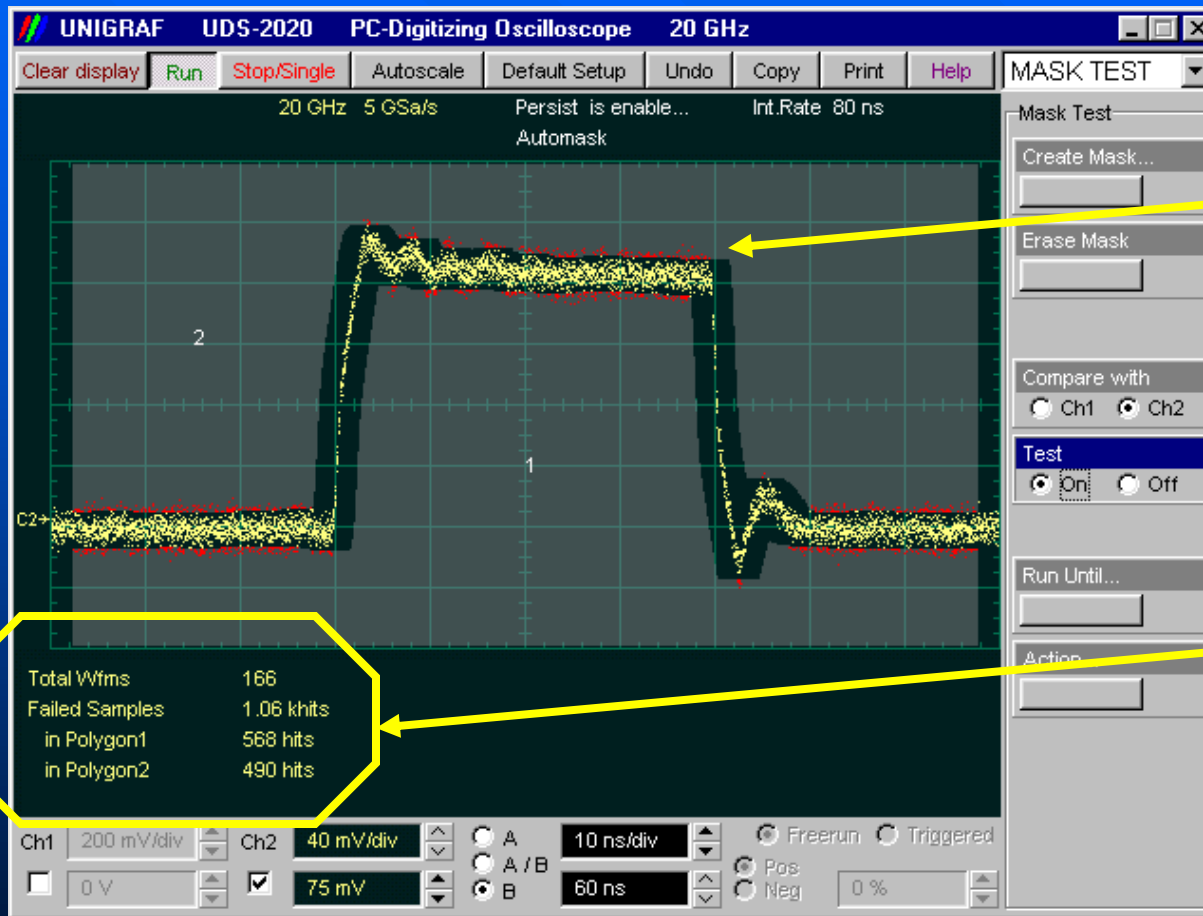 UNIGRAF UDS-2020 PC-Digitizing Oscilloscope 20 GHz
Clear display Run Stop/Single Autoscale Default Setup Undo Copy Print Help MASK TEST
20 GHz 5 GSa/s Persist is enable... Int.Rate 80 ns
Automask
Mask Test
Create Mask...
Erase Mask
2
Compare with
Ch1 Ch2
1
Test
On Off
C2
Run Until...
Action...
Total Wfms 166
Failed Samples 1.06 khits
in Polygon1 568 hits
in Polygon2 490 hits
Ch1 200 mV/div Ch2 40 mV/div A 10 ns/div Freerun Triggered
A / B Pos
0 V 75 mV B 60 ns Neg 0 %